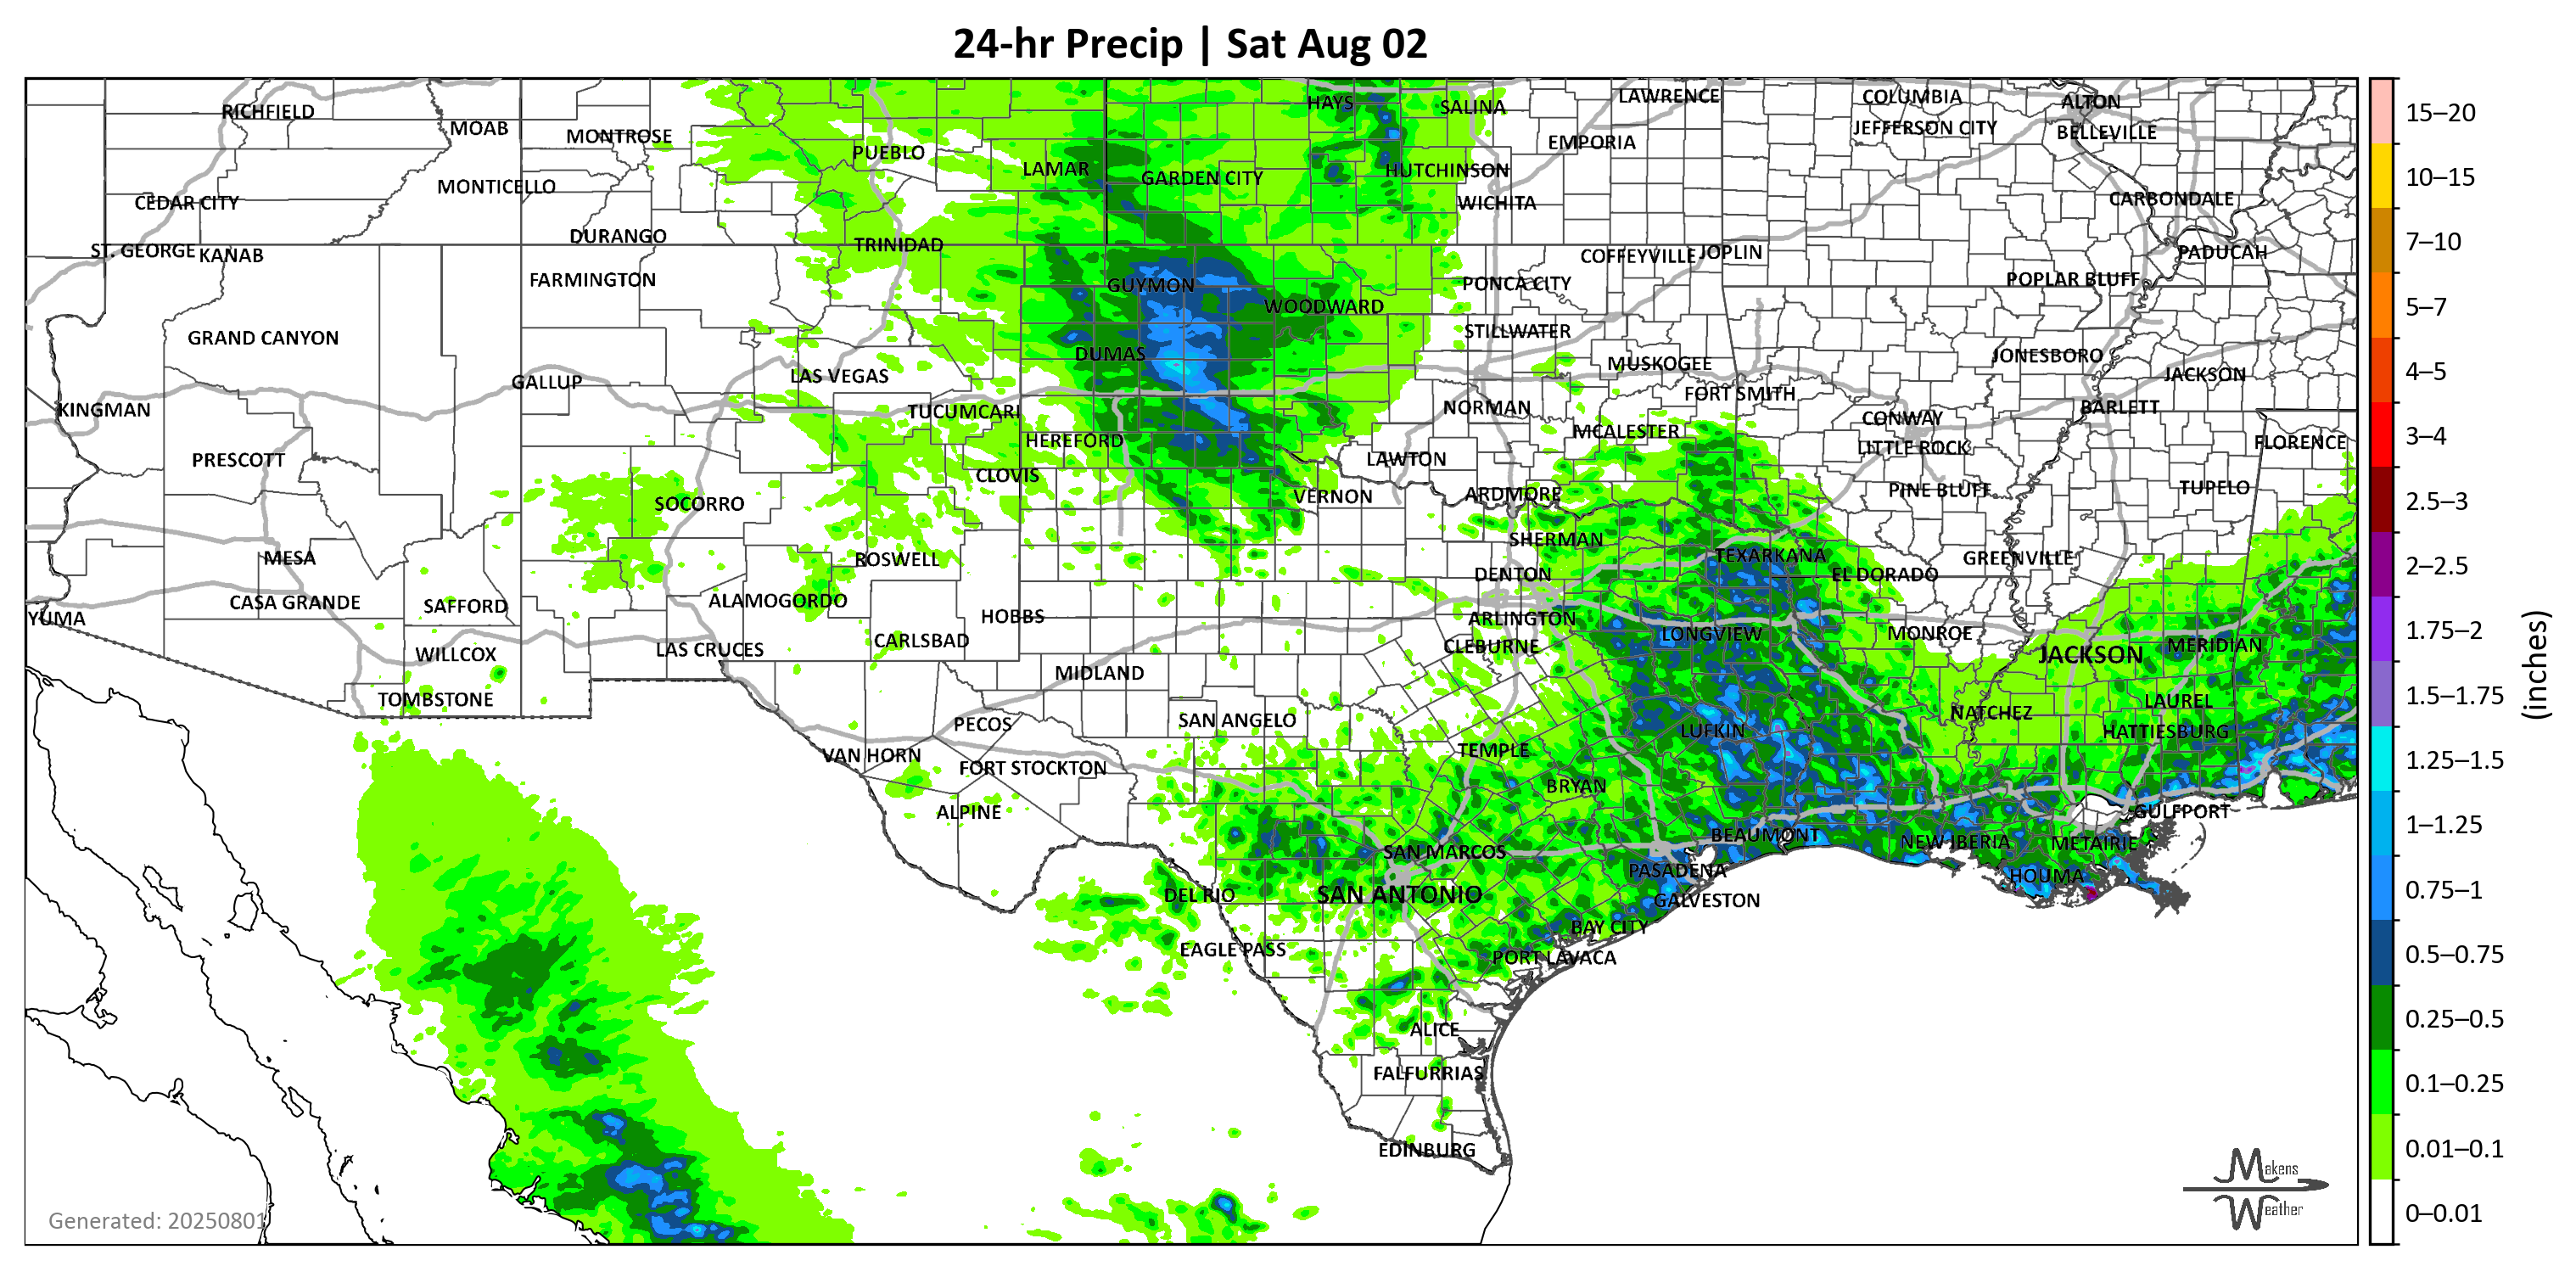 24-hr Precip | Sat Aug 02
RICHFIELD
MOAB
MONTROSE
PUEBLO
LAMAR
GARDEN CITY
HAYS
SALINA
HUTCHINSON
WICHITA
LAWRENCE
EMPORIA
COLUMBIA
JEFFERSON CITY
ALTON
BELLEVILLE
CARBONDALE
PADUCAH
CEDAR CITY
MONTICELLO
ST. GEORGE
KANAB
DURANGO
TRINIDAD
FARMINGTON
GUYMON
WOODWARD
PONCA CITY
COFFEYVILLE
JOPLIN
POPLAR BLUFF
GRAND CANYON
DUMAS
STILLWATER
MUSKOGEE
FORT SMITH
JONESBORO
JACKSON
KINGMAN
GALLUP
LAS VEGAS
TUCUMCARI
HEREFORD
NORMAN
MCALESTER
CONWAY
LITTLE ROCK
BARLETT
FLORENCE
PRESCOTT
SOCORRO
CLOVIS
LAWTON
VERNON
ARDMORE
PINE BLUFF
TUPELO
MESA
ROSWELL
SHERMAN
TEXARKANA
GREENVILLE
DENTON
EL DORADO
YUMA
CASA GRANDE
SAFFORD
ALAMOGORDO
HOBBS
ARLINGTON
CLEBURNE
LONGVIEW
MONROE
JACKSON
MERIDIAN
WILLCOX
LAS CRUCES
CARLSBAD
MIDLAND
TOMBSTONE
PECOS
SAN ANGELO
TEMPLE
LUFKIN
NATCHEZ
LAUREL
HATTIESBURG
VAN HORN
FORT STOCKTON
BRYAN
ALPINE
GULFPORT
SAN MARCOS
BEAUMONT
NEW IBERIA
METAIRIE
PASADENA
HOUMA
DEL RIO
SAN ANTONIO
GALVESTON
BAY CITY
EAGLE PASS
PORT LAVACA
ALICE
FALFURRIAS
EDINBURG
Generated: 20250801
Makens
Weather
15–20
10–15
7–10
5–7
4–5
3–4
2.5–3
2–2.5
1.75–2
1.5–1.75
1.25–1.5
1–1.25
0.75–1
0.5–0.75
0.25–0.5
0.1–0.25
0.01–0.1
0–0.01
(inches)